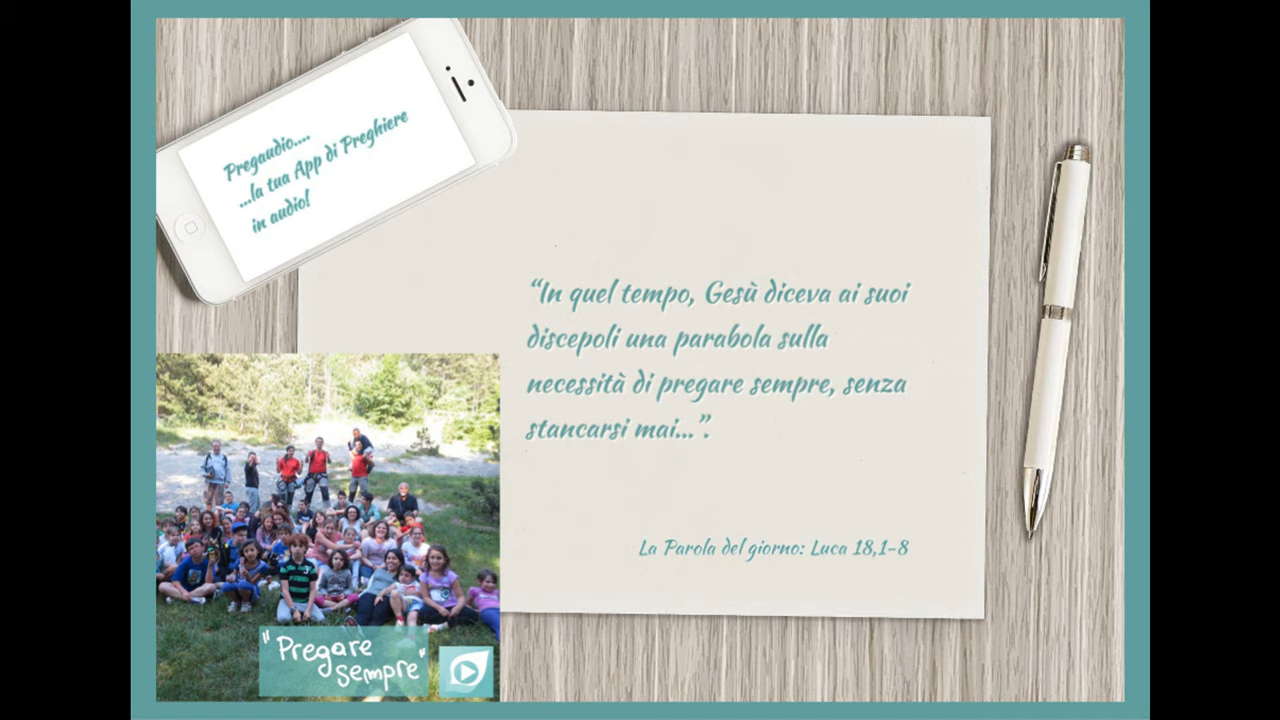 Pregaudio....
...la tua App di Preghiere
in audio!
“In quel tempo, Gesù diceva ai suoi
discepoli una parabola sulla
necessità di pregare sempre, senza
stancarsi mai...”.
La Parola del giorno: Luca 18,1-8
"Pregare
sempre"